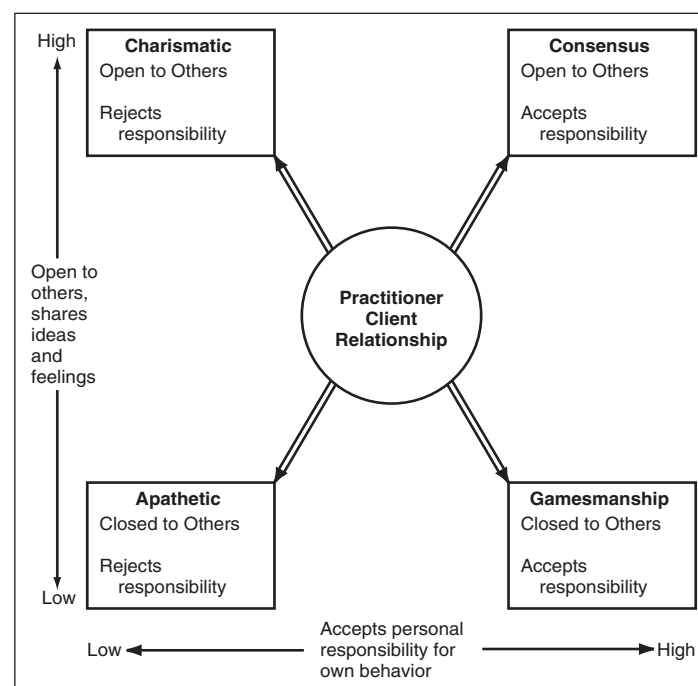 High
Charismatic
Open to Others
Rejects
responsibility
Consensus
Open to Others
Accepts
responsibility
Open to
others,
shares
ideas
and
feelings
Practitioner
Client
Relationship
Apathetic
Closed to Others
Rejects
responsibility
Gamesmanship
Closed to Others
Accepts
responsibility
Low
Low
Accepts personal
responsibility for
own behavior
High